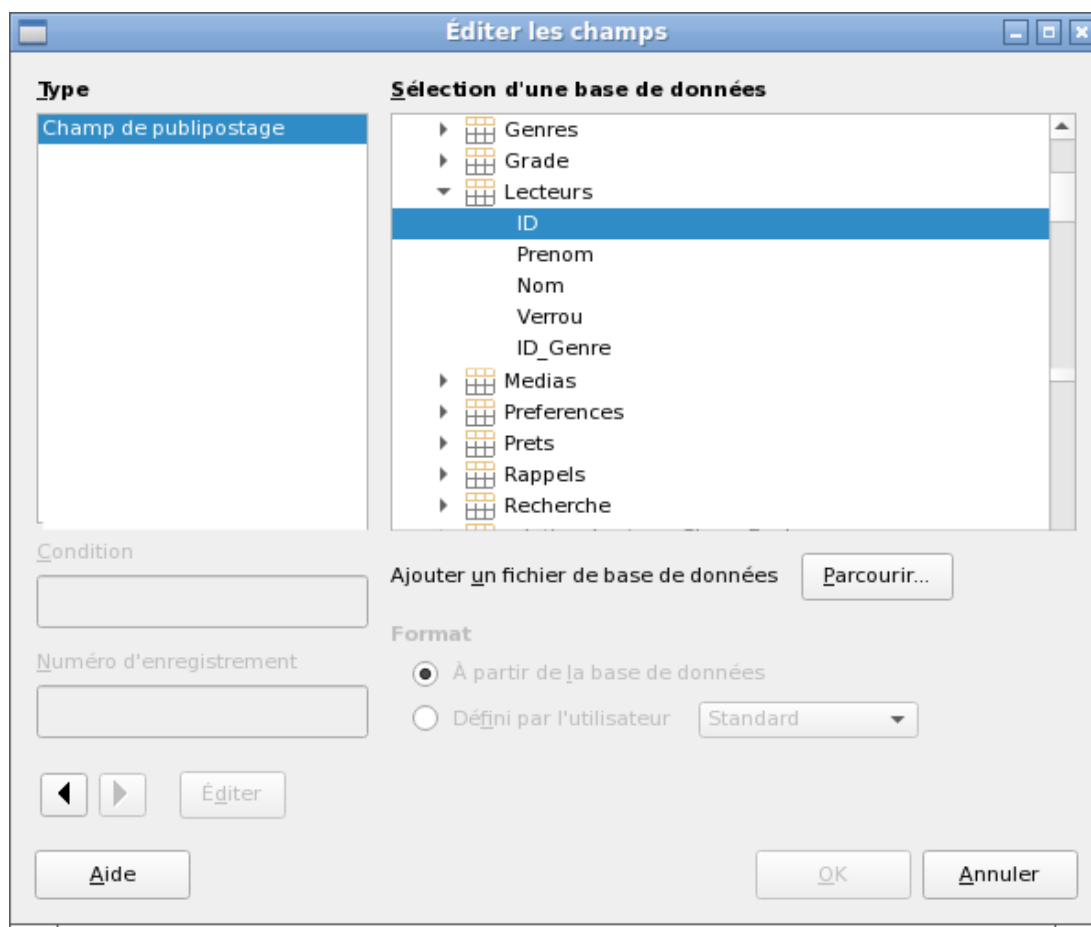 Éditer les champs
Type
Champ de publipostage
Sélection d'une base de données
Genres
Grade
Lecteurs
ID
Prenom
Nom
Verrou
ID_Genre
Medias
Preferences
Prets
Rappels
Recherche
Condition
Numéro d'enregistrement
Ajouter un fichier de base de données Parcourir...
Format
À partir de la base de données
Défini par l'utilisateur Standard
Éditer
Aide
OK
Annuler